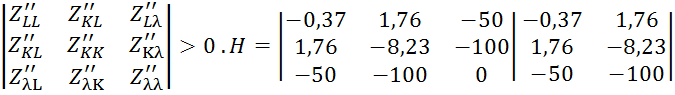 |Z''_{LL} Z''_{KL} Z''_{Lλ}|
|Z''_{KL} Z''_{KK} Z''_{Kλ}| > 0 . H = |−0,37 1,76 −50| −0,37 1,76|
|1,76 −8,23 −100| 1,76 −8,23|
|Z''_{λL} Z''_{λK} Z''_{λλ}| |−50 −100 0| −50 −100|